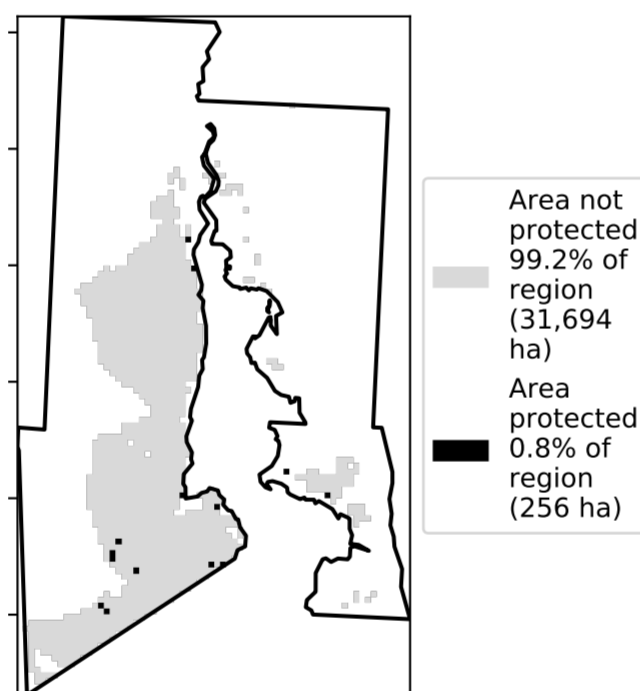 Area not
protected
99.2% of
region
(31,694
ha)
Area
protected
0.8% of
region
(256 ha)